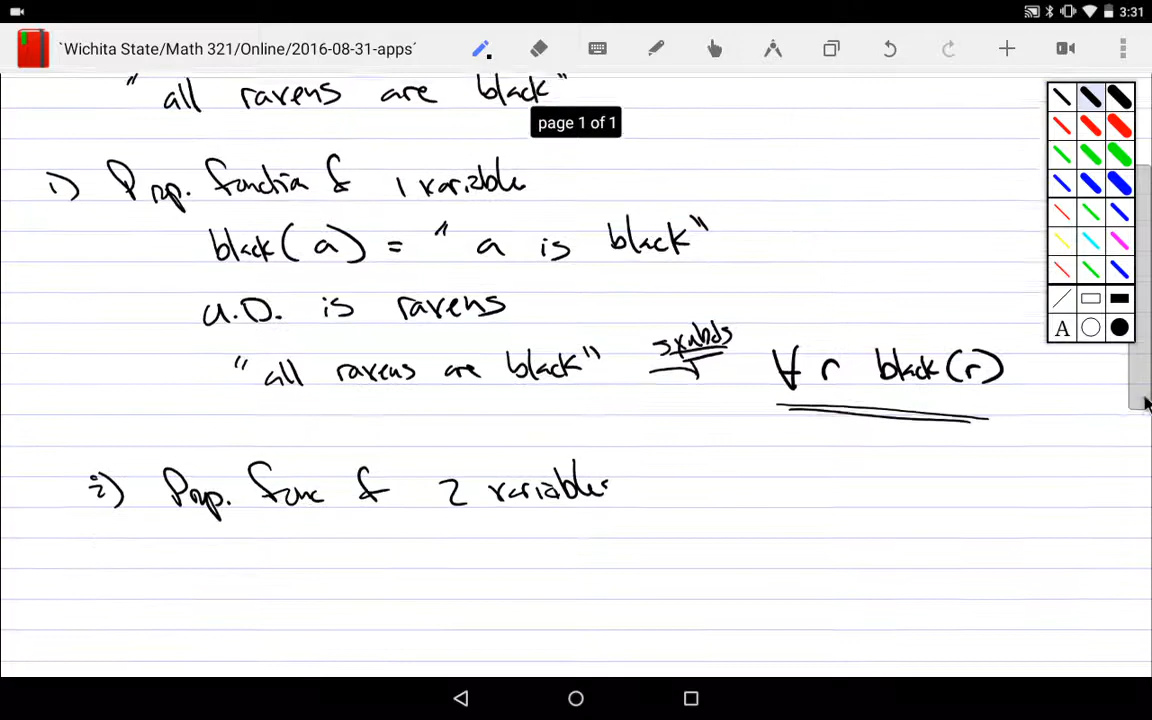 3:31
`Wichita State/Math 321/Online/2016-08-31-apps`
" all ravens are black"
page 1 of 1
1) Prop. function of 1 variable
black(a) = " a is black"
U.D. is ravens
"all ravens are black" symbols ∀ r black(r)
2) Prop. func of 2 variables
A